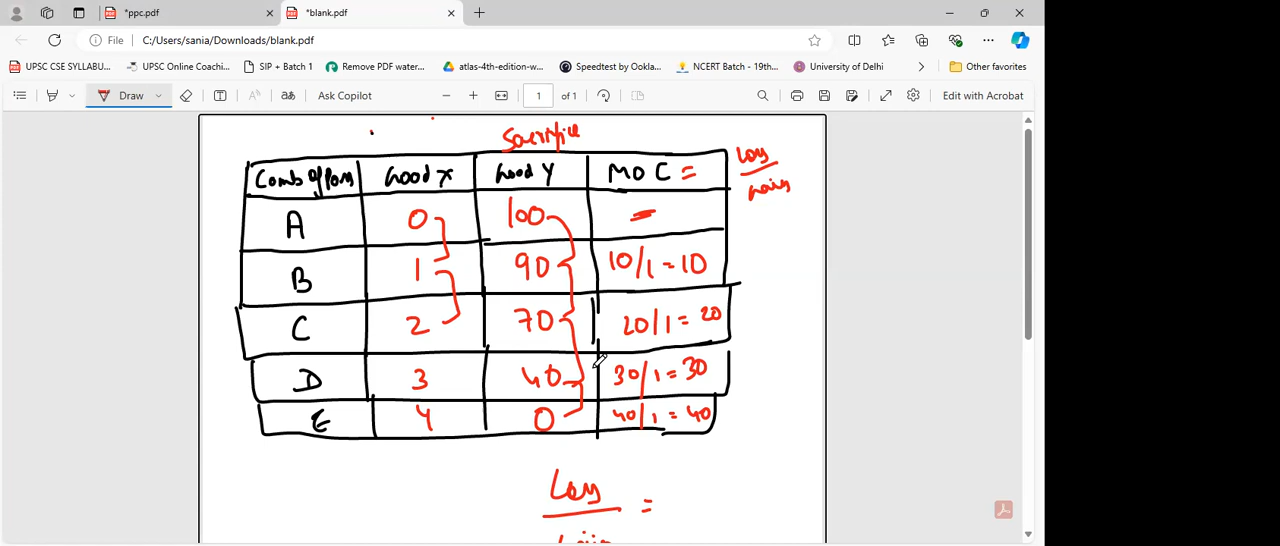 *ppc.pdf
*blank.pdf
File
C:/Users/sania/Downloads/blank.pdf
UPSC CSE SYLLABU...
UPSC Online Coachi...
SIP + Batch 1
Remove PDF water...
atlas-4th-edition-w...
Speedtest by Ookla...
NCERT Batch - 19th...
University of Delhi
Other favorites
Draw
Ask Copilot
1 of 1
Edit with Acrobat
Sacrifice
Good X Good Y MOC = Loss
A 0 100 -
B 1 90 10/1 = 10
C 2 70 20/1 = 20
D 3 40 30/1 = 30
E 4 0 40/1 = 40
Loss =